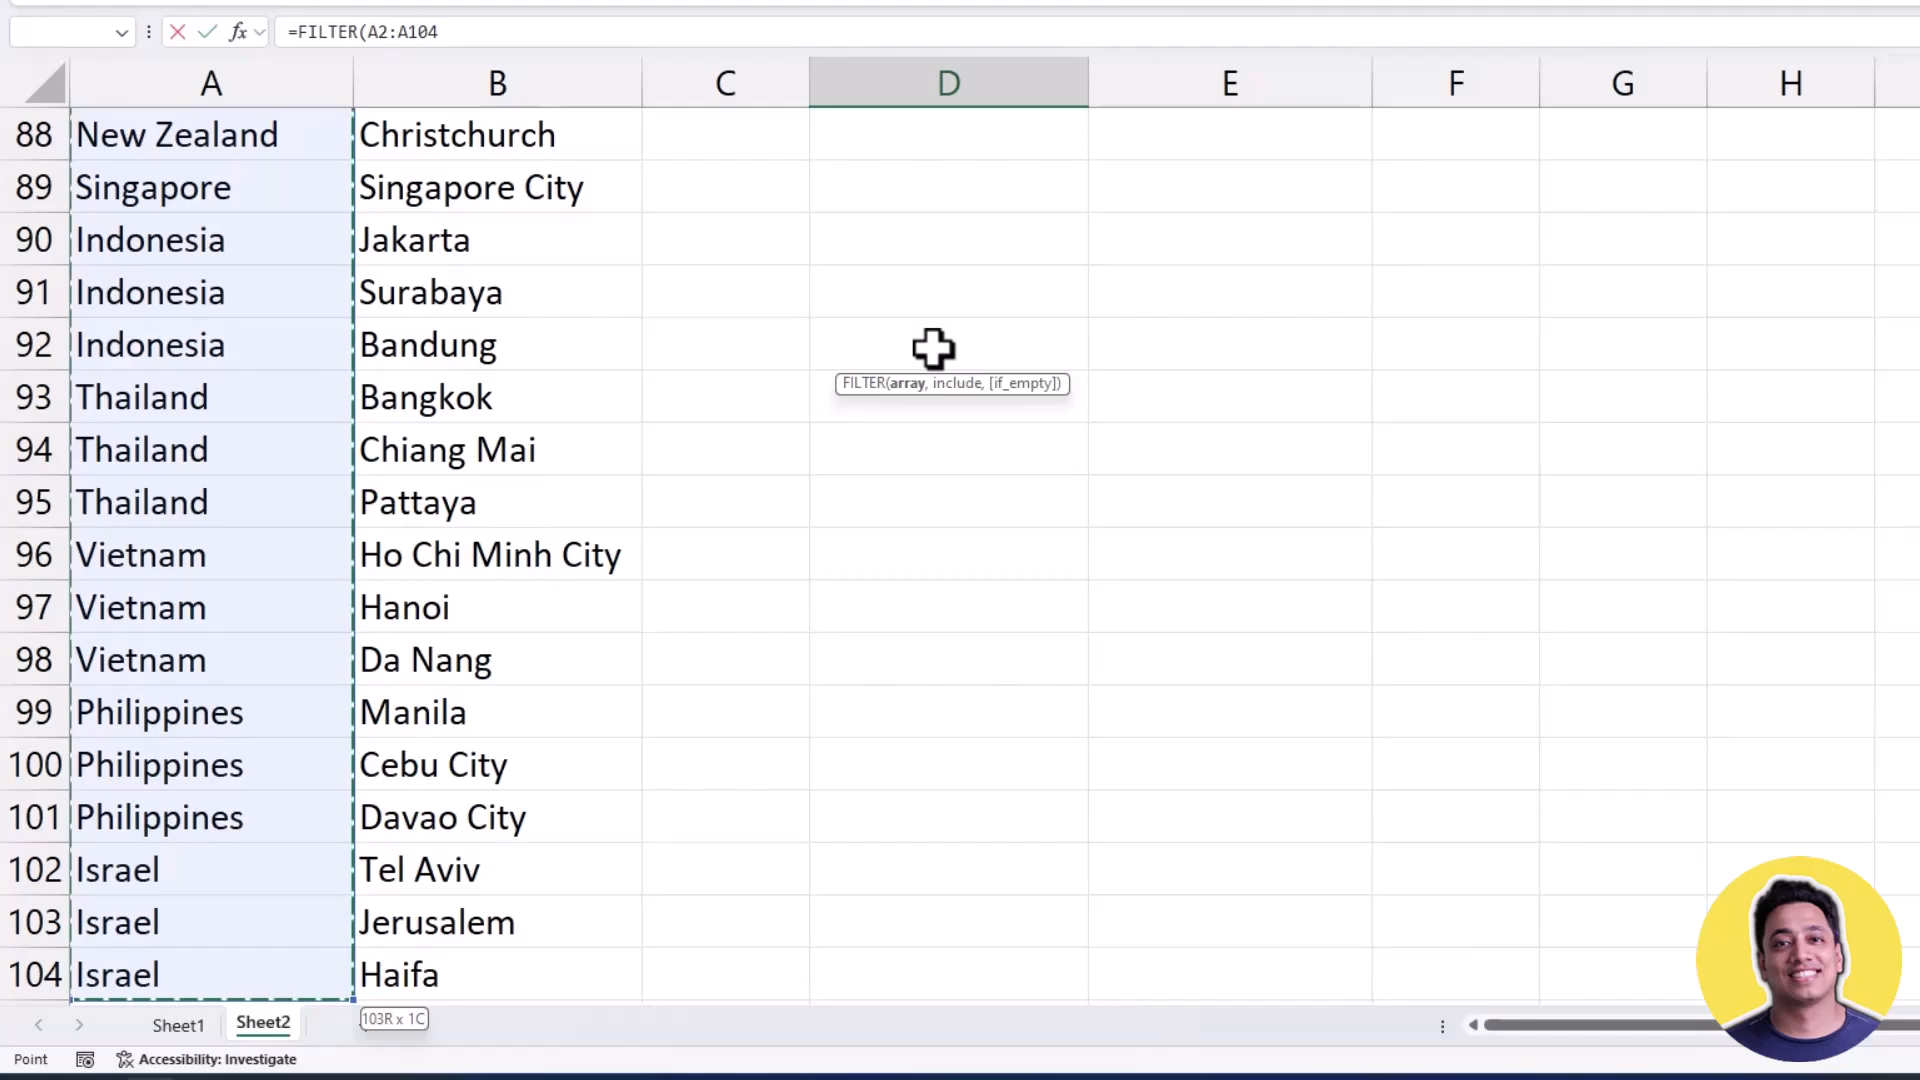 fx =FILTER(A2:A104
A B C D E F G H
88 New Zealand Christchurch
89 Singapore Singapore City
90 Indonesia Jakarta
91 Indonesia Surabaya
92 Indonesia Bandung
FILTER(array, include, [if_empty])
93 Thailand Bangkok
94 Thailand Chiang Mai
95 Thailand Pattaya
96 Vietnam Ho Chi Minh City
97 Vietnam Hanoi
98 Vietnam Da Nang
99 Philippines Manila
100 Philippines Cebu City
101 Philippines Davao City
102 Israel Tel Aviv
103 Israel Jerusalem
104 Israel Haifa
Sheet1 Sheet2 103R x 1C
Point Accessibility: Investigate